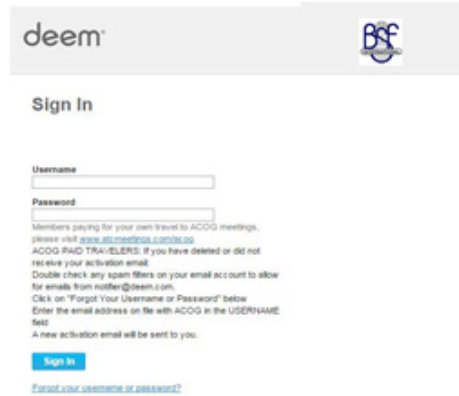 deem
Sign In
Username
Password
Members paying for your own travel to ACOG meetings,
please visit www.atcmeetings.com/acog.
ACOG PAID TRAVELERS: If you have deleted or did not
receive your activation email:
Double check any spam filters on your email account to allow
for emails from notifier@deem.com.
Click on "Forgot Your Username or Password" below
Enter the email address on file with ACOG in the USERNAME
field
A new activation email will be sent to you.
Sign In
Forgot your username or password?